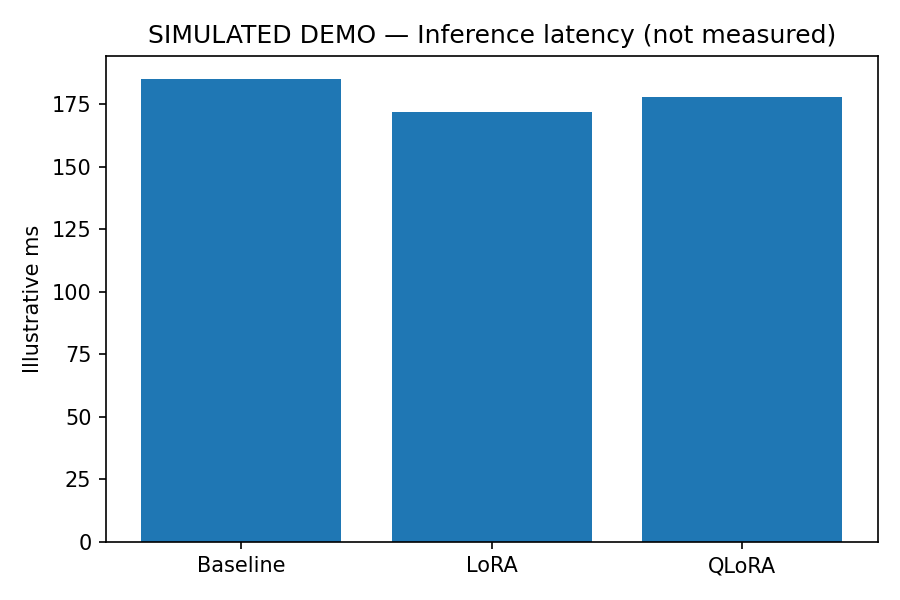 SIMULATED DEMO — Inference latency (not measured)
Illustrative ms
175
150
125
100
75
50
25
0
Baseline LoRA QLoRA